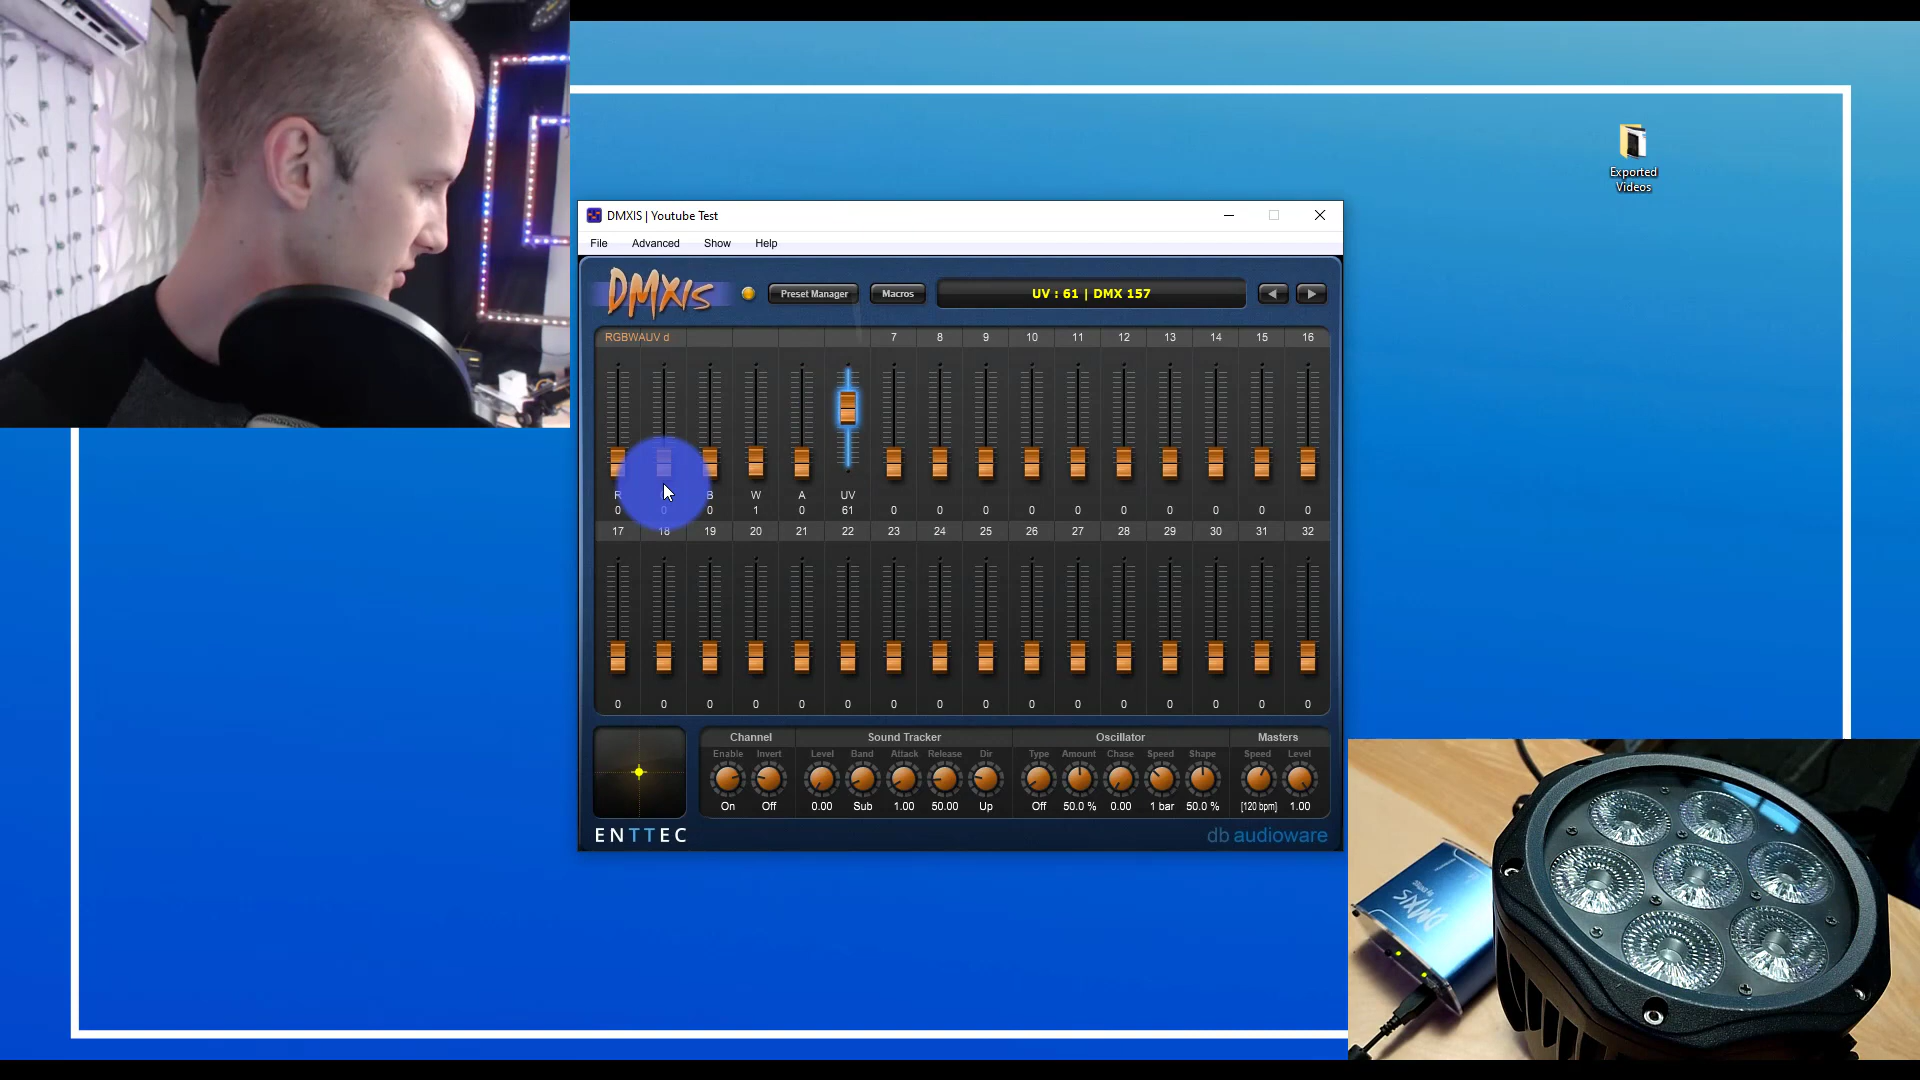 Exported
Videos
DMXIS | Youtube Test
File Advanced Show Help
DMXIS Preset Manager Macros UV : 61 | DMX 157
RGBWAUV d 7 8 9 10 11 12 13 14 15 16
R B W A UV
0 0 0 1 0 61 0 0 0 0 0 0 0 0 0 0
17 18 19 20 21 22 23 24 25 26 27 28 29 30 31 32
0 0 0 0 0 0 0 0 0 0 0 0 0 0 0 0
Channel Sound Tracker Oscillator Masters
Enable Invert Level Band Attack Release Dir Type Amount Chase Speed Shape Speed Level
On Off 0.00 Sub 1.00 50.00 Up Off 50.0 % 0.00 1 bar 50.0 % [120 bpm] 1.00
ENTTEC db audioware
DMXIS